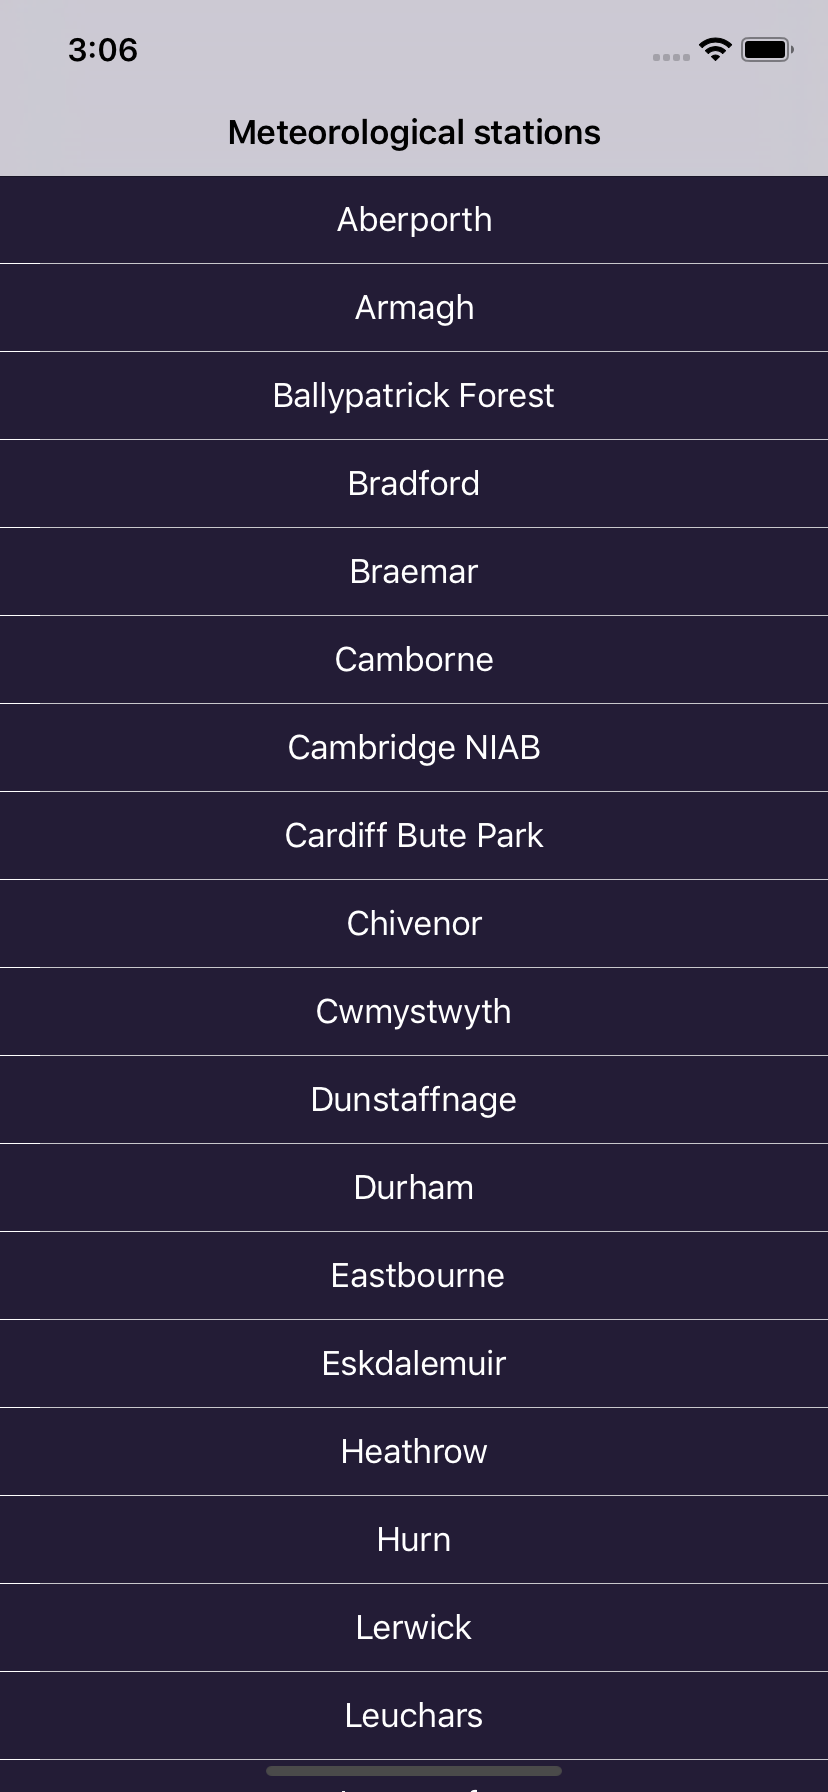 3:06
Meteorological stations
Aberporth
Armagh
Ballypatrick Forest
Bradford
Braemar
Camborne
Cambridge NIAB
Cardiff Bute Park
Chivenor
Cwmystwyth
Dunstaffnage
Durham
Eastbourne
Eskdalemuir
Heathrow
Hurn
Lerwick
Leuchars